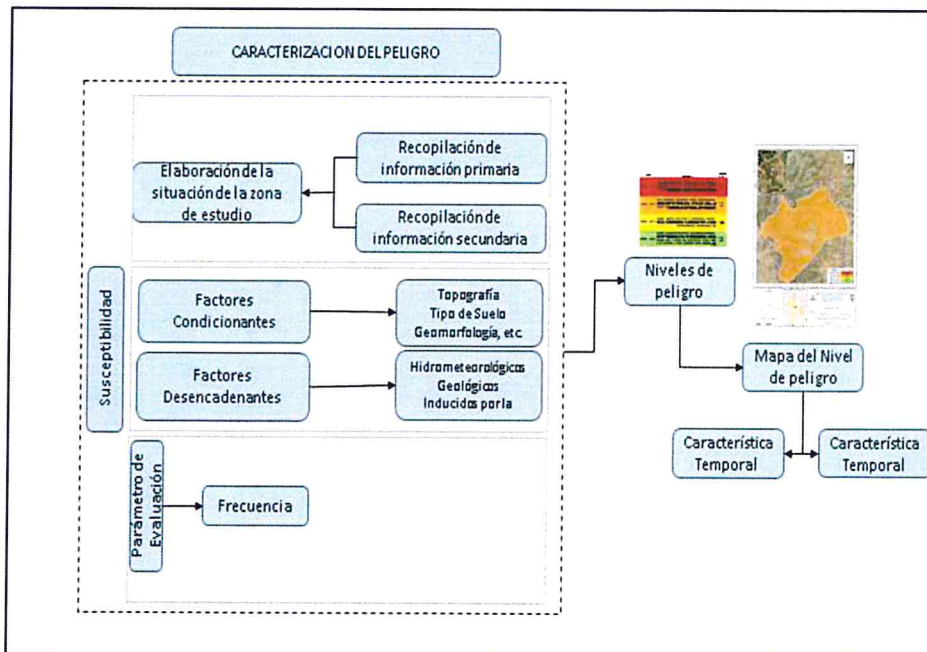 CARACTERIZACION DEL PELIGRO
Elaboración de la
situación de la zona
de estudio
Recopilación de
información primaria
Recopilación de
información secundaria
Susceptibilidad
Factores
Condicionantes
Topografía
Tipo de Suelo
Geomorfología, etc.
Factores
Desencadenantes
Hidrometeorológicos
Geológicos
Inducidos por la
Parámetro de
Evaluación
Frecuencia
Niveles de
peligro
Mapa del Nivel
de peligro
Característica
Temporal
Característica
Temporal